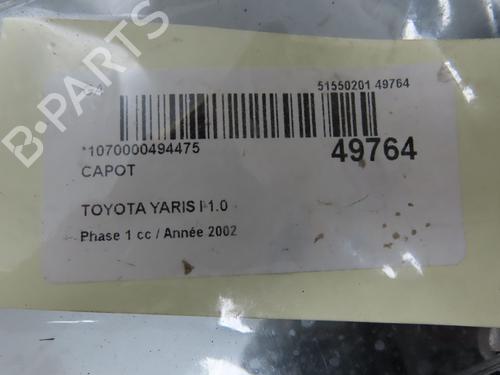 51550201 49764
*1070000494475
49764
CAPOT
TOYOTA YARIS I 1.0
Phase 1 cc / Année 2002
B-PARTS